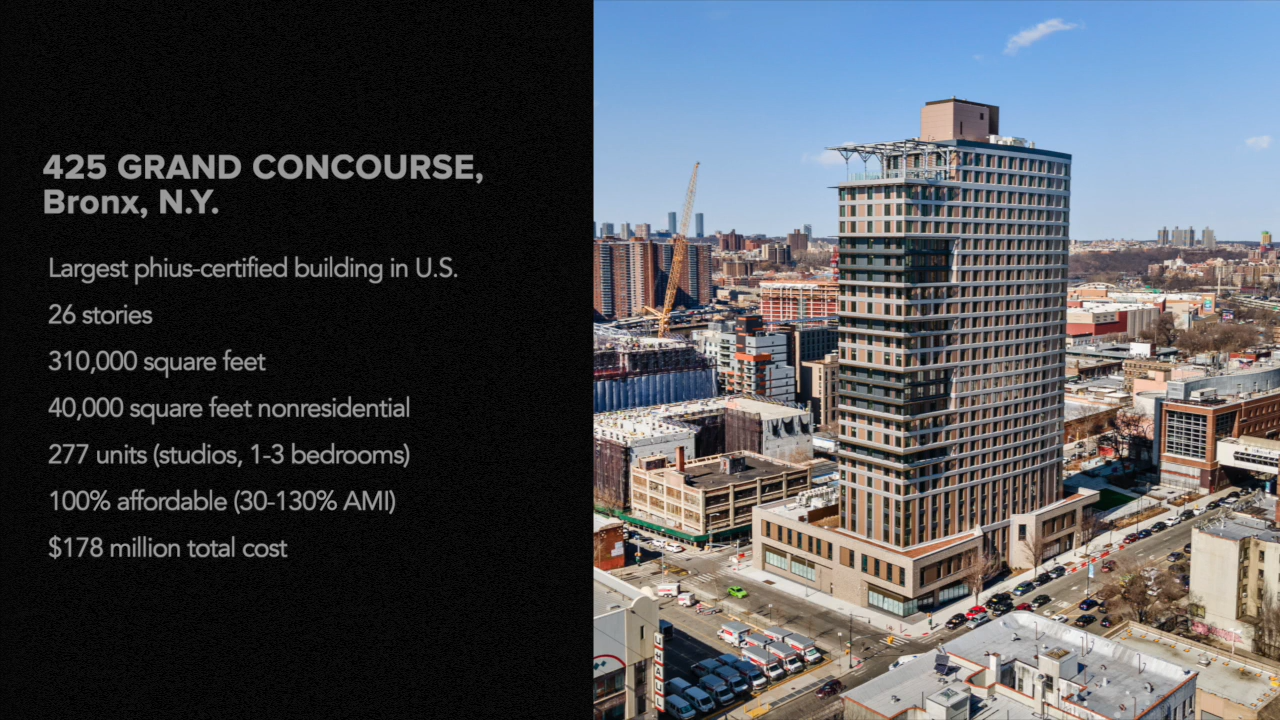 425 GRAND CONCOURSE,
Bronx, N.Y.
Largest phius-certified building in U.S.
26 stories
310,000 square feet
40,000 square feet nonresidential
277 units (studios, 1-3 bedrooms)
100% affordable (30-130% AMI)
$178 million total cost
UHAUL